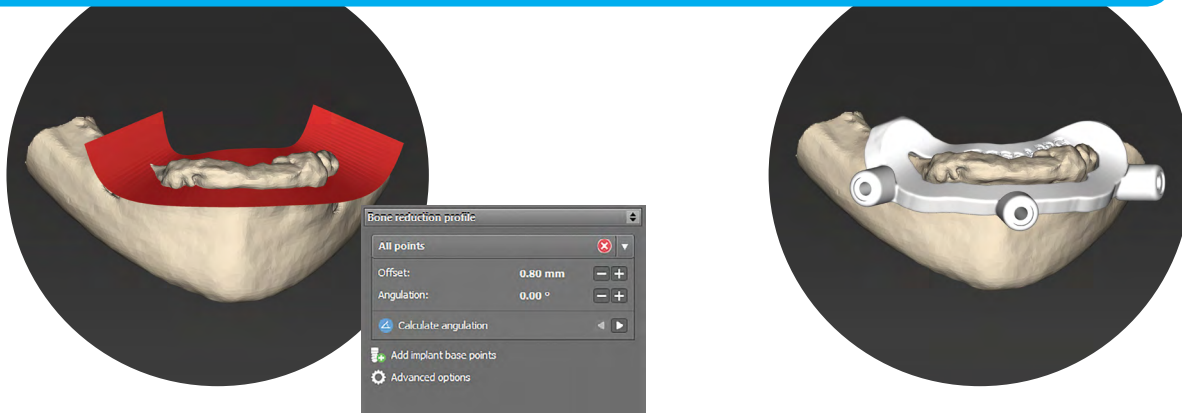 Bone reduction profile
All points
Offset: 0.80 mm
Angulation: 0.00 °
Calculate angulation
Add implant base points
Advanced options